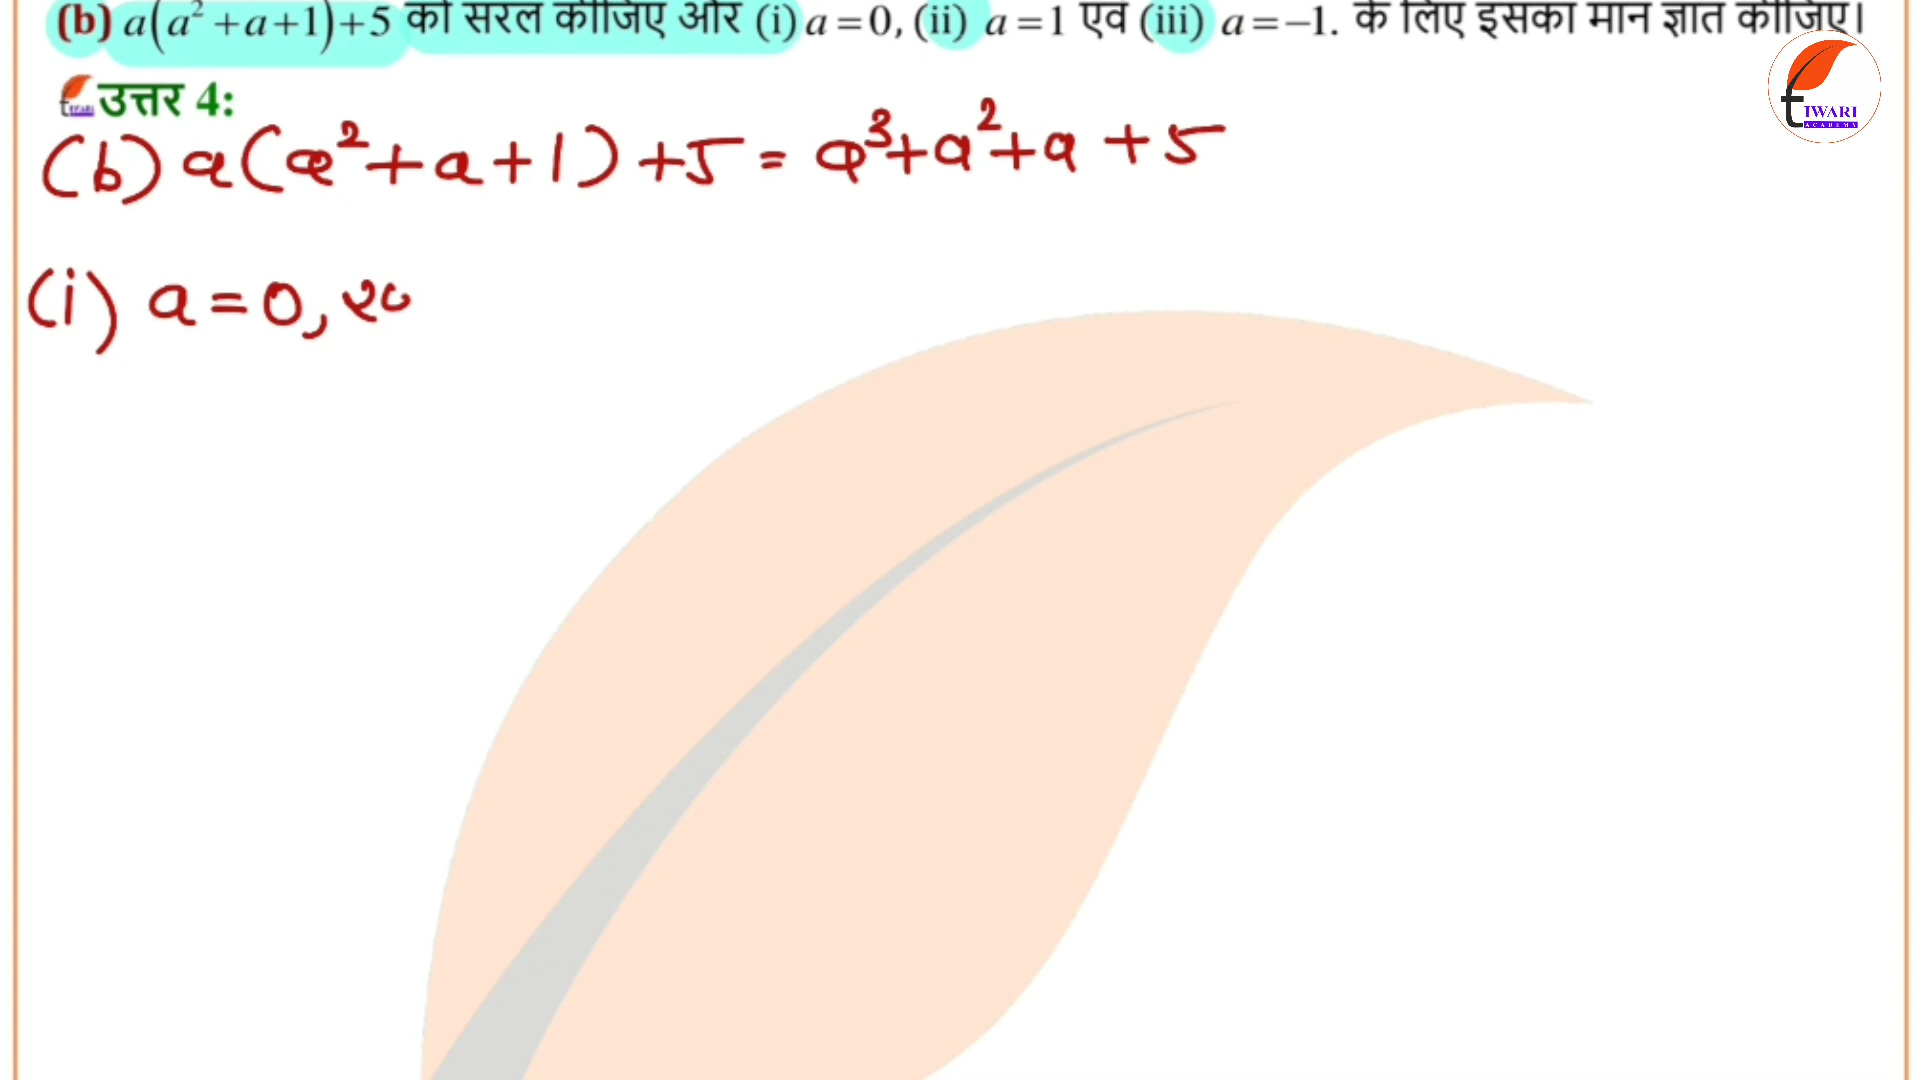 (b) a(a² + a + 1) + 5 को सरल कीजिए और (i) a = 0, (ii) a = 1 एवं (iii) a = −1. के लिए इसका मान ज्ञात कीजिए।
TIWARI
ACADEMY
उत्तर 4:
(b) a(a² + a + 1) + 5 = a³ + a² + a + 5
(i) a = 0,